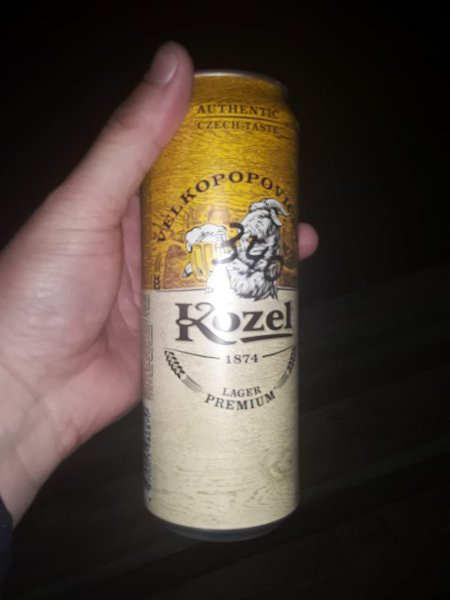 AUTHENTIC
CZECH TASTE
Kozel
1874
LAGER
PREMIUM